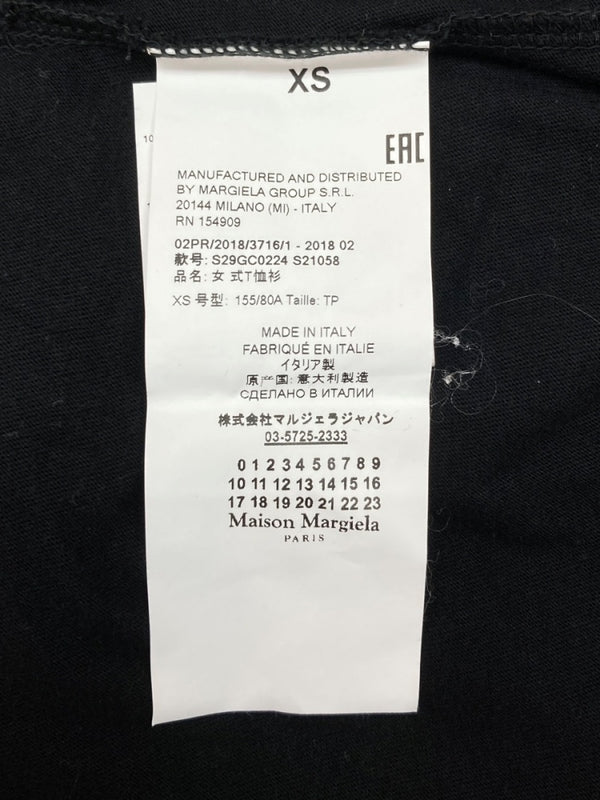 XS
10
EAC
MANUFACTURED AND DISTRIBUTED
BY MARGIELA GROUP S.R.L.
20144 MILANO (MI) - ITALY
RN 154909
02PR/2018/3716/1 - 2018 02
款号: S29GC0224 S21058
品名: 女 式T恤衫
XS 号型: 155/80A Taille: TP
MADE IN ITALY
FABRIQUÉ EN ITALIE
イタリア製
原产国: 意大利製造
СДЕЛАНО В ИТАЛИИ
株式会社マルジェラジャパン
03-5725-2333
0 1 2 3 4 5 6 7 8 9
10 11 12 13 14 15 16
17 18 19 20 21 22 23
Maison Margiela
PARIS